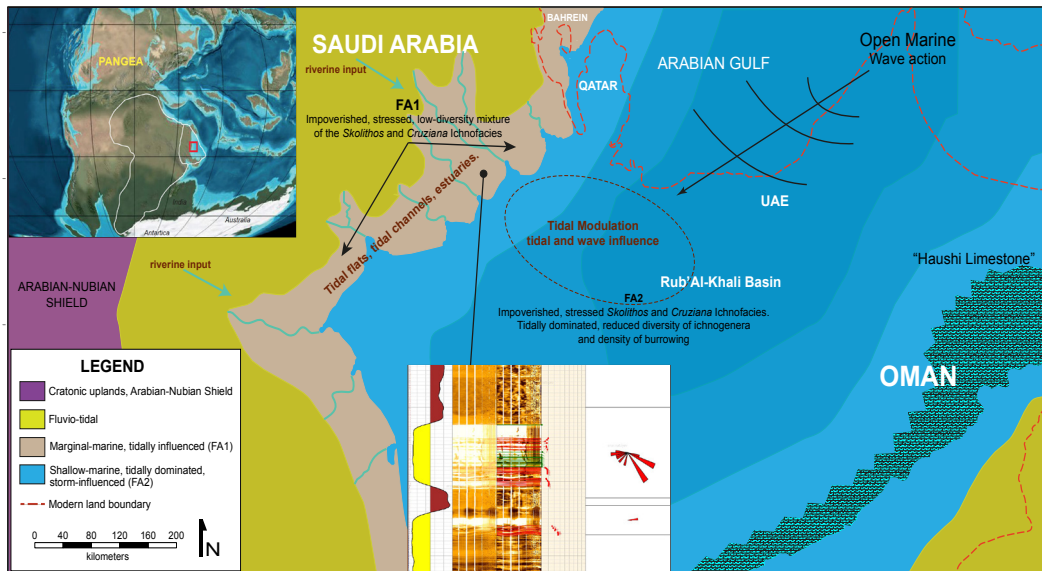 PANGEA
India
Australia
Antartica
SAUDI ARABIA
riverine input
FA1
Impoverished, stressed, low-diversity mixture
of the Skolithos and Cruziana Ichnofacies
BAHREIN
QATAR
ARABIAN GULF
Open Marine
Wave action
UAE
Tidal flats, tidal channels, estuaries.
Tidal Modulation
tidal and wave influence
Rub'Al-Khali Basin
FA2
Impoverished, stressed Skolithos and Cruziana Ichnofacies.
Tidally dominated, reduced diversity of ichnogenera
and density of burrowing
"Haushi Limestone"
OMAN
riverine input
ARABIAN-NUBIAN
SHIELD
LEGEND
Cratonic uplands, Arabian-Nubian Shield
Fluvio-tidal
Marginal-marine, tidally influenced (FA1)
Shallow-marine, tidally dominated,
storm-influenced (FA2)
Modern land boundary
0 40 80 120 160 200
kilometers
N